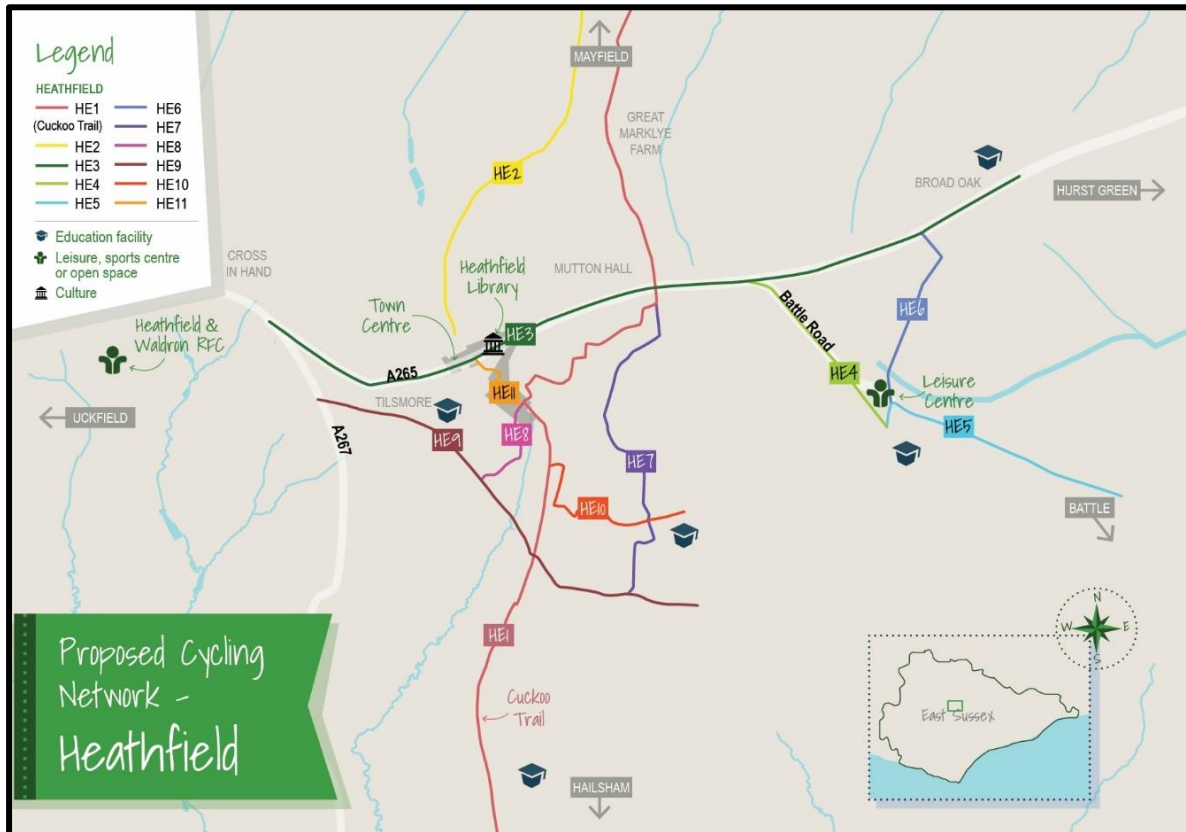 Legend
HEATHFIELD
HE1
(Cuckoo Trail)
HE2
HE3
HE4
HE5
HE6
HE7
HE8
HE9
HE10
HE11
Education facility
Leisure, sports centre
or open space
Culture
MAYFIELD
GREAT
MARKLYE
FARM
HE2
BROAD OAK
HURST GREEN
CROSS
IN HAND
Heathfield
Library
MUTTON HALL
Town
Centre
HE3
Battle Road
HE6
Heathfield &
Waldron RFC
A265
HE4
Leisure
Centre
TILSMORE
HE11
UCKFIELD
A267
HE9
HE8
HE5
HE7
HE10
BATTLE
HE1
Cuckoo
Trail
HAILSHAM
Proposed Cycling
Network -
Heathfield
N
W
E
S
East Sussex